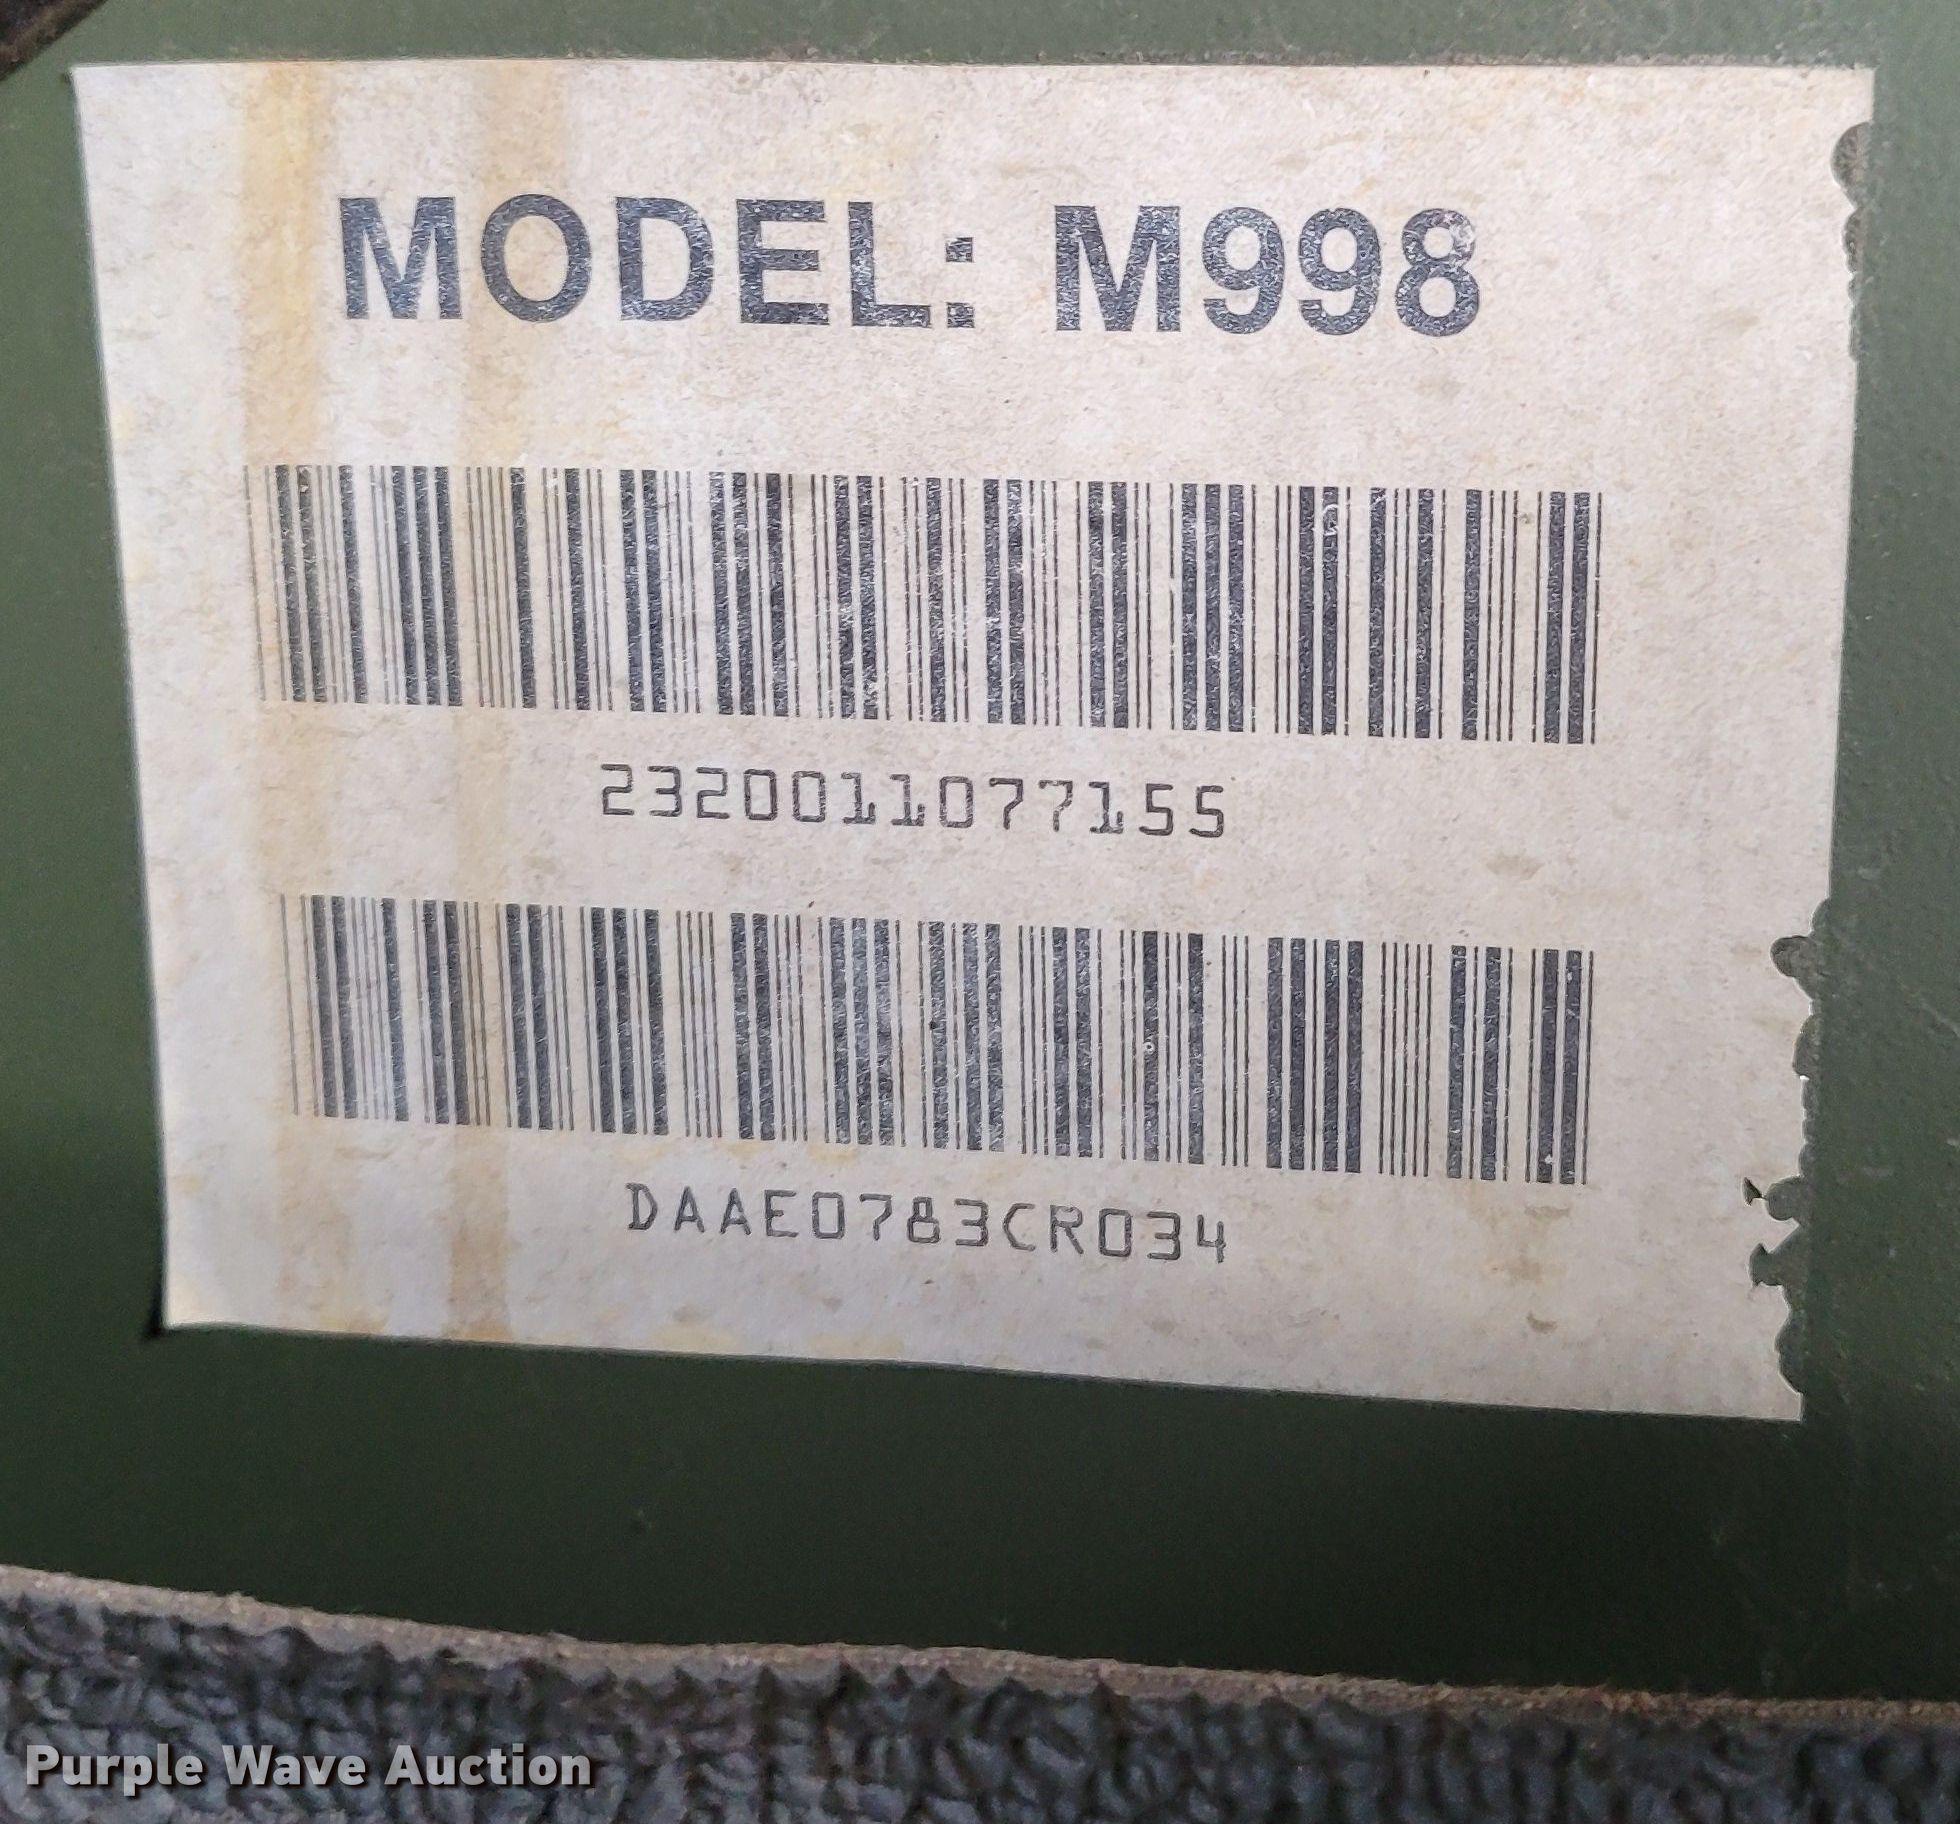 MODEL: M998
2320011077155
DAAE0783CR034
Purple Wave Auction